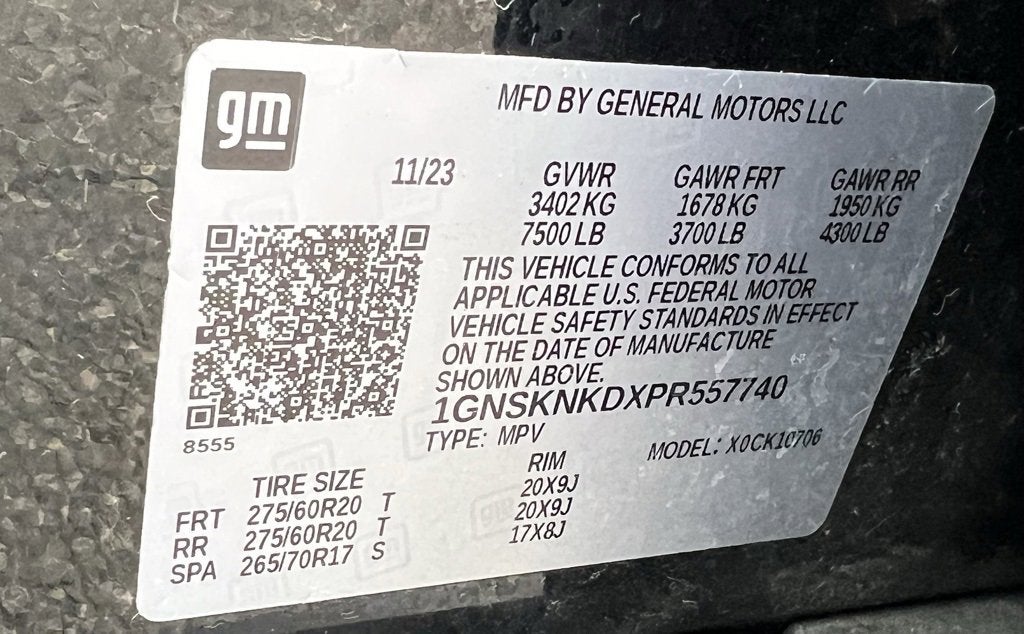 gm
MFD BY GENERAL MOTORS LLC
11/23 GVWR GAWR FRT GAWR RR
3402 KG 1678 KG 1950 KG
7500 LB 3700 LB 4300 LB
THIS VEHICLE CONFORMS TO ALL
APPLICABLE U.S. FEDERAL MOTOR
VEHICLE SAFETY STANDARDS IN EFFECT
ON THE DATE OF MANUFACTURE
SHOWN ABOVE.
1GNSKNKDXPR557740
8555
TYPE: MPV MODEL: X0CK10706
TIRE SIZE RIM
FRT 275/60R20 T 20X9J
RR 275/60R20 T 20X9J
SPA 265/70R17 S 17X8J